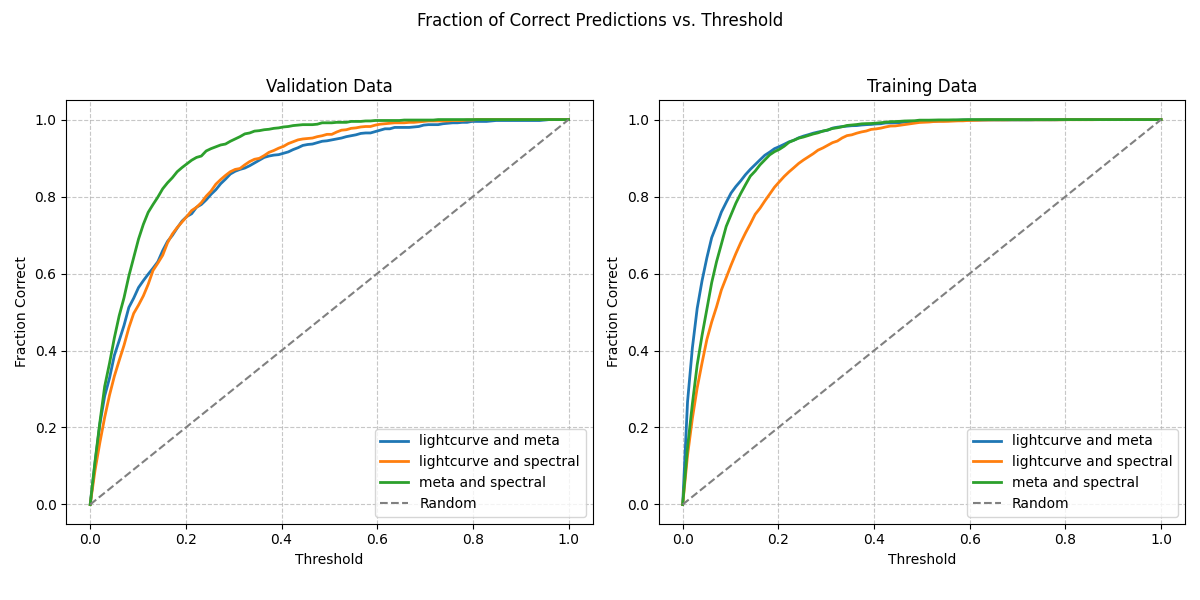 Fraction of Correct Predictions vs. Threshold
Validation Data
Fraction Correct
1.0
0.8
0.6
0.4
0.2
0.0
0.0 0.2 0.4 0.6 0.8 1.0
Threshold
lightcurve and meta
lightcurve and spectral
meta and spectral
Random
Training Data
Fraction Correct
1.0
0.8
0.6
0.4
0.2
0.0
0.0 0.2 0.4 0.6 0.8 1.0
Threshold
lightcurve and meta
lightcurve and spectral
meta and spectral
Random